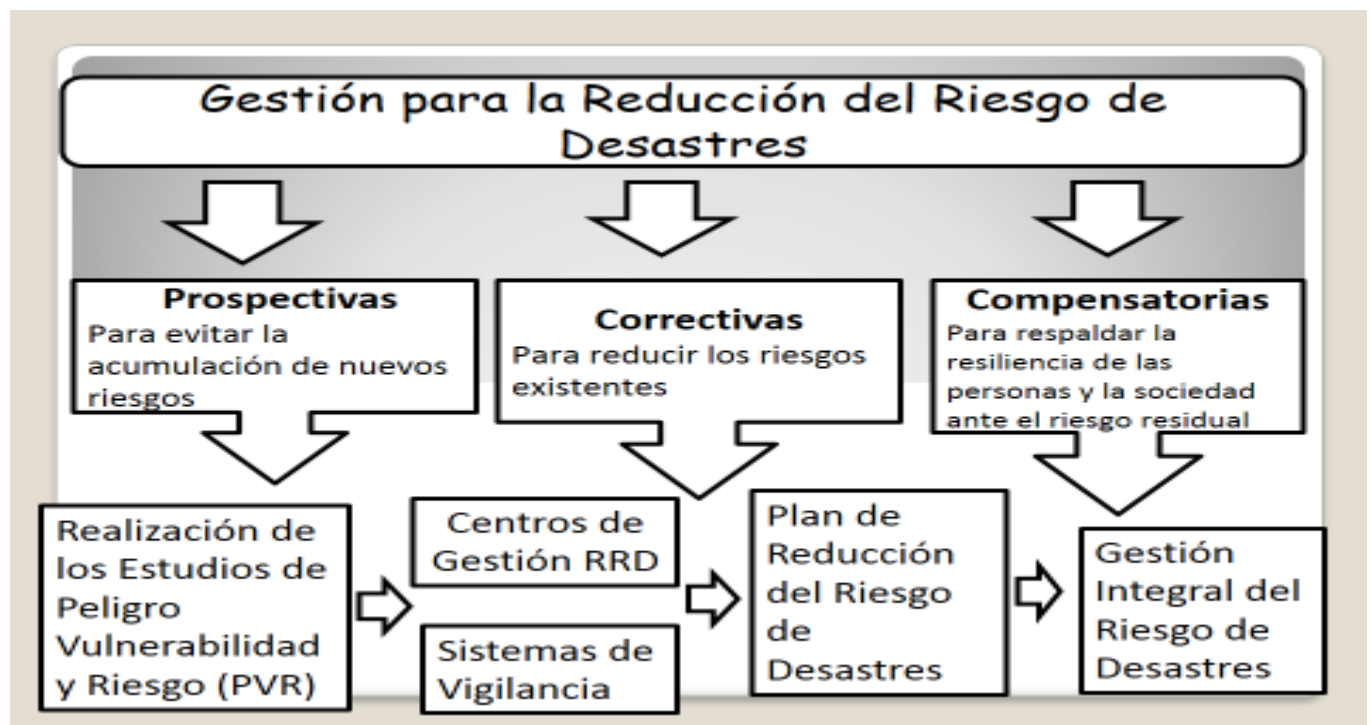 Gestión para la Reducción del Riesgo de
Desastres
Prospectivas
Para evitar la
acumulación de nuevos
riesgos
Correctivas
Para reducir los riesgos
existentes
Compensatorias
Para respaldar la
resiliencia de las
personas y la sociedad
ante el riesgo residual
Realización de
los Estudios de
Peligro
Vulnerabilidad
y Riesgo (PVR)
Centros de
Gestión RRD
Sistemas de
Vigilancia
Plan de
Reducción
del Riesgo
de
Desastres
Gestión
Integral del
Riesgo de
Desastres